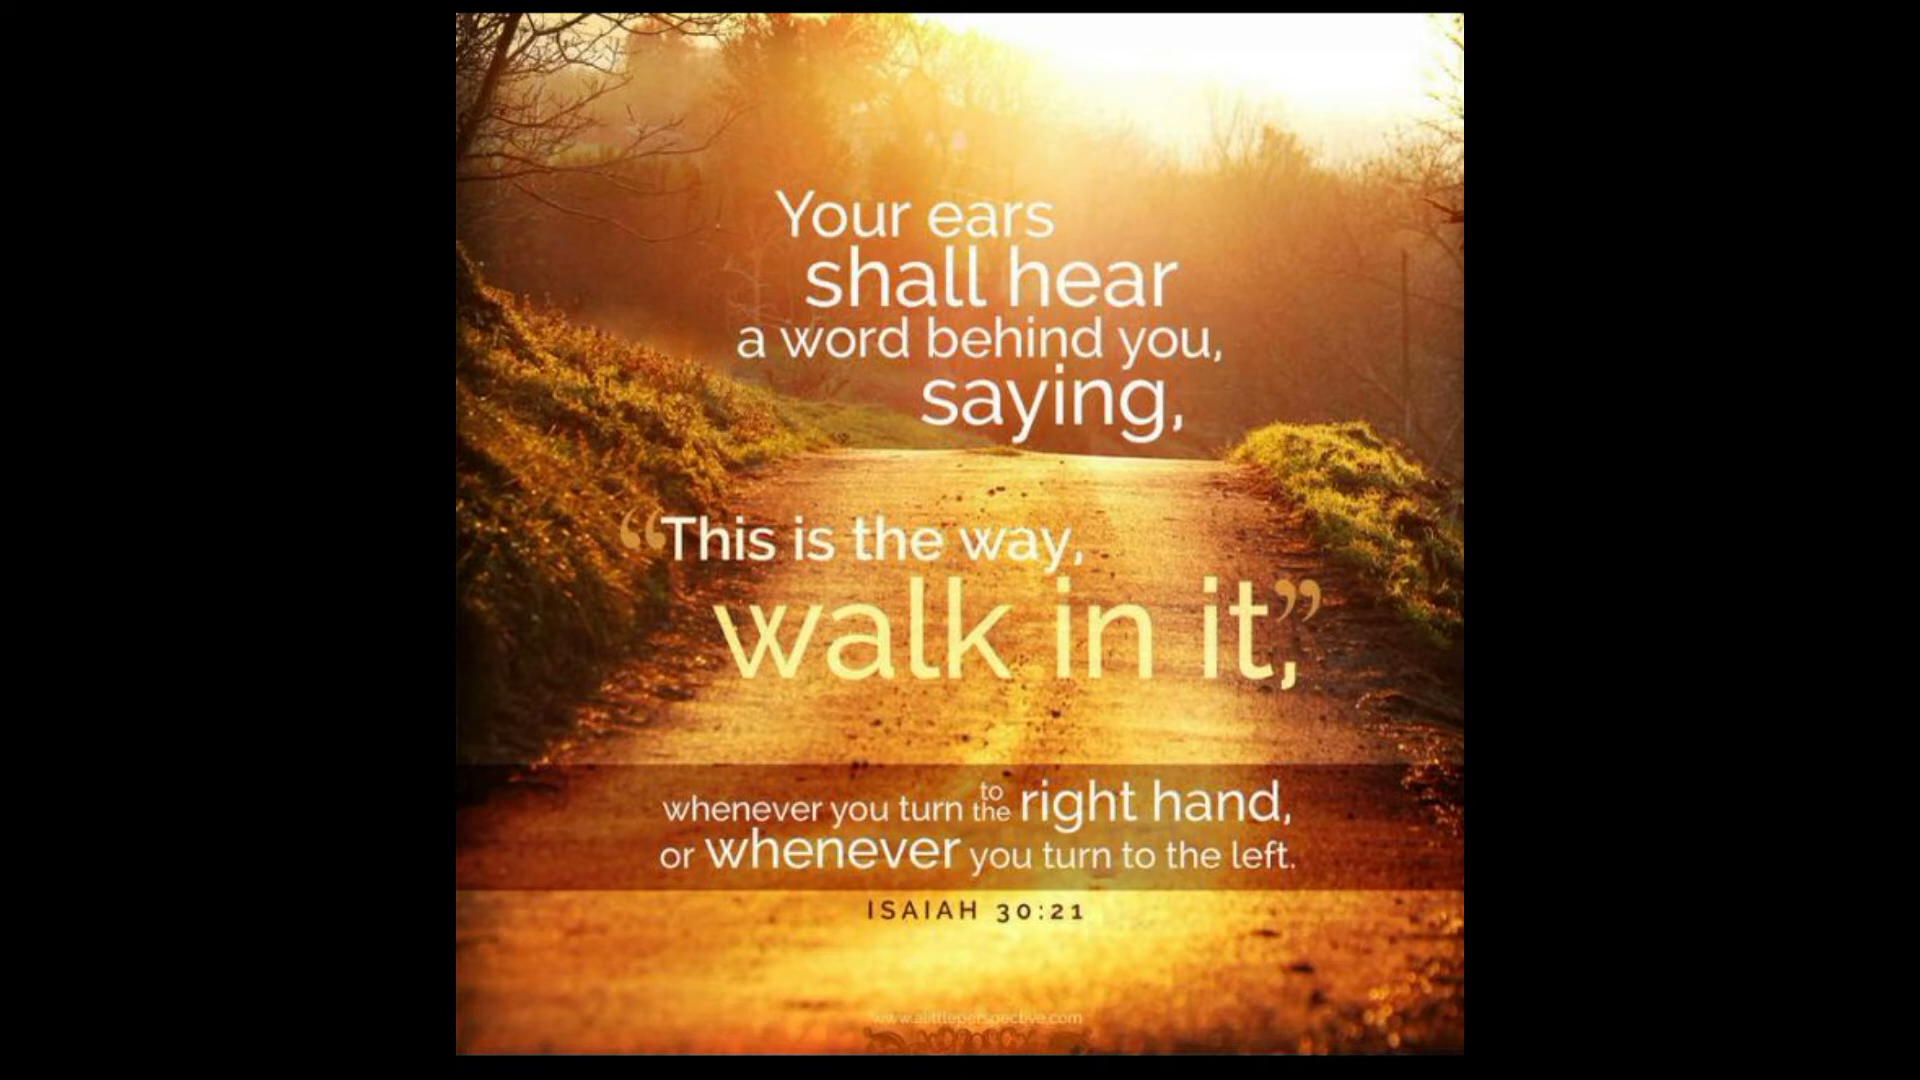 Your ears
shall hear
a word behind you,
saying,
“This is the way,
walk in it,”
whenever you turn to the right hand,
or whenever you turn to the left.
ISAIAH 30:21
www.alittleperspective.com